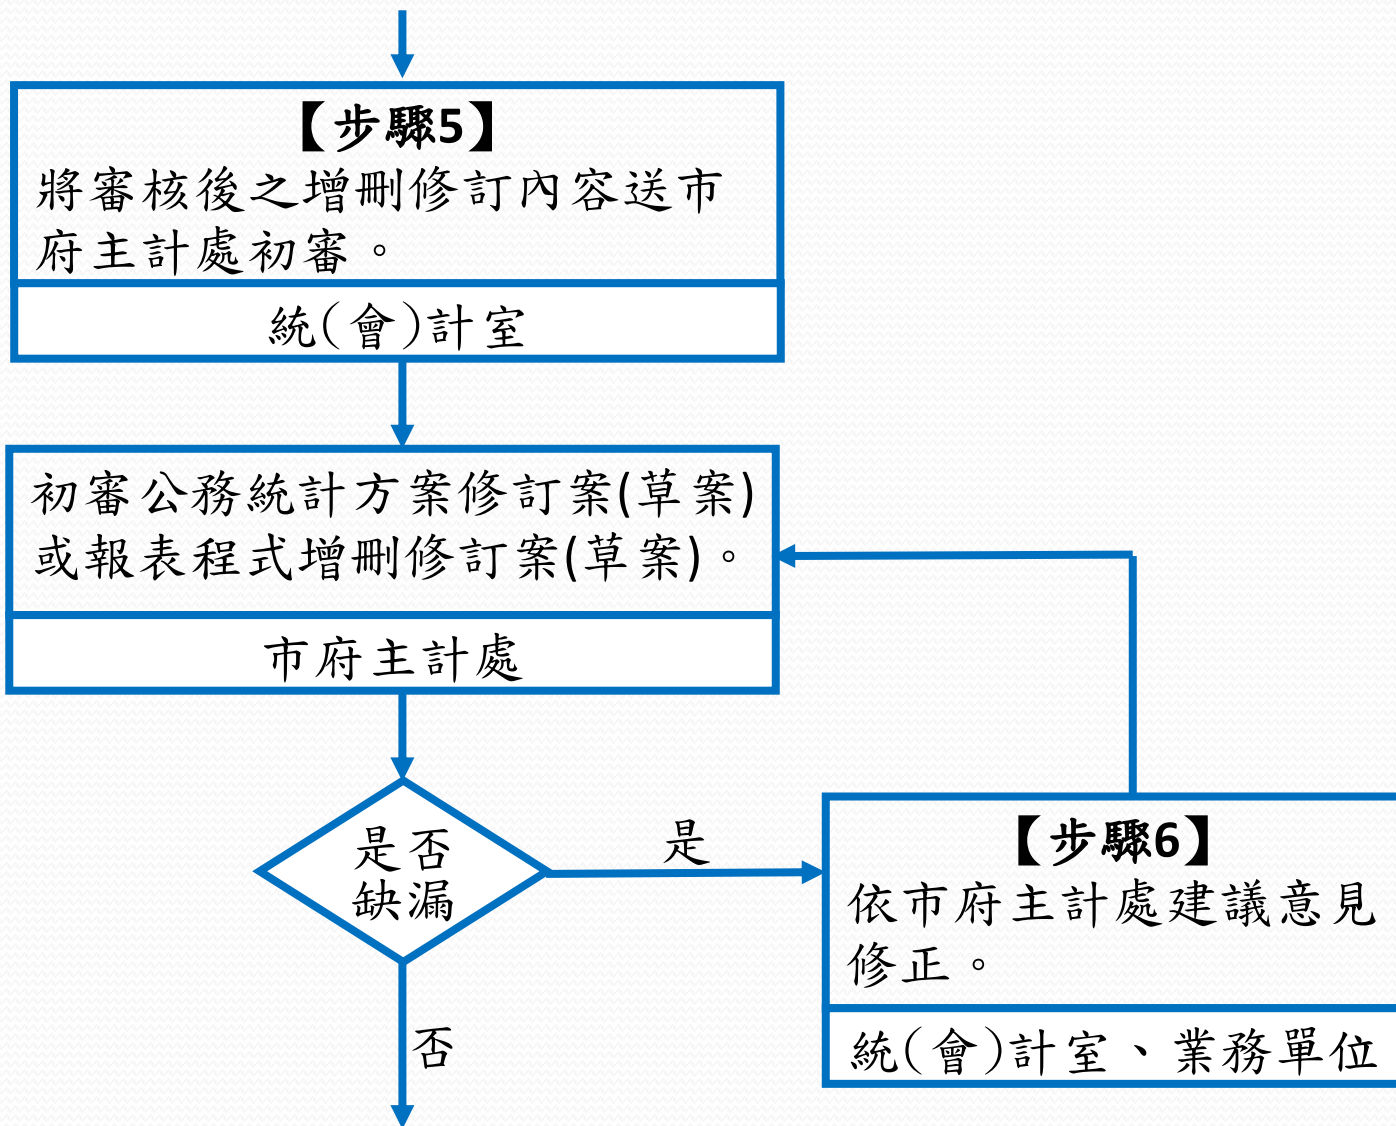 【步驟5】
將審核後之增刪修訂內容送市
府主計處初審。
統(會)計室
初審公務統計方案修訂案(草案)
或報表程式增刪修訂案(草案)。
市府主計處
是否
缺漏
是
【步驟6】
依市府主計處建議意見
修正。
統(會)計室、業務單位
否